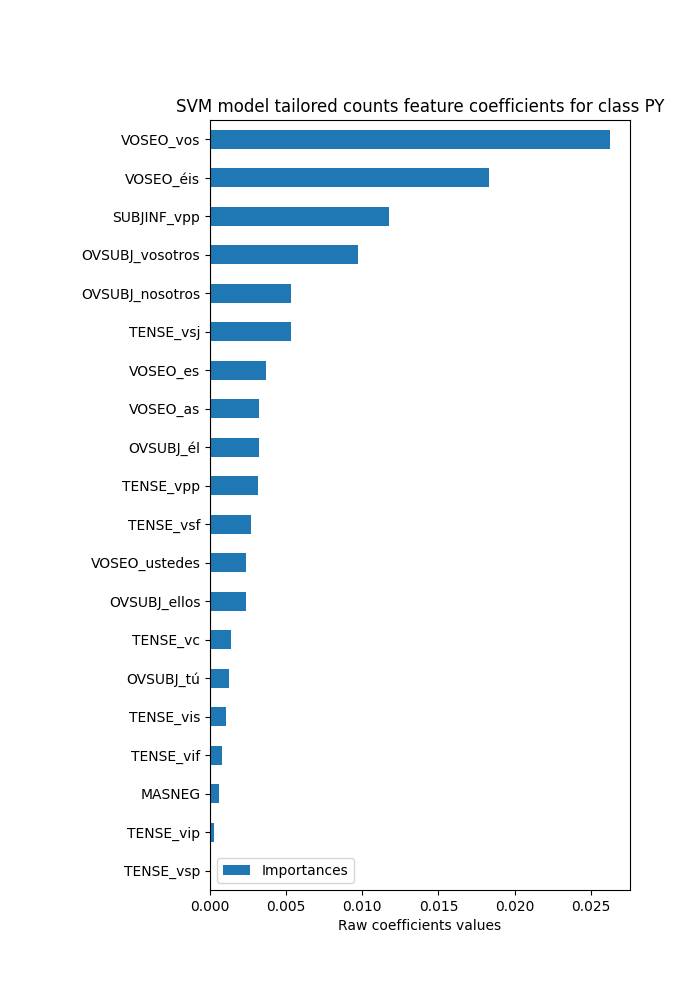 SVM model tailored counts feature coefficients for class PY
VOSEO_vos
VOSEO_éis
SUBJINF_vpp
OVSUBJ_vosotros
OVSUBJ_nosotros
TENSE_vsj
VOSEO_es
VOSEO_as
OVSUBJ_él
TENSE_vpp
TENSE_vsf
VOSEO_ustedes
OVSUBJ_ellos
TENSE_vc
OVSUBJ_tú
TENSE_vis
TENSE_vif
MASNEG
TENSE_vip
TENSE_vsp
Importances
0.000 0.005 0.010 0.015 0.020 0.025
Raw coefficients values